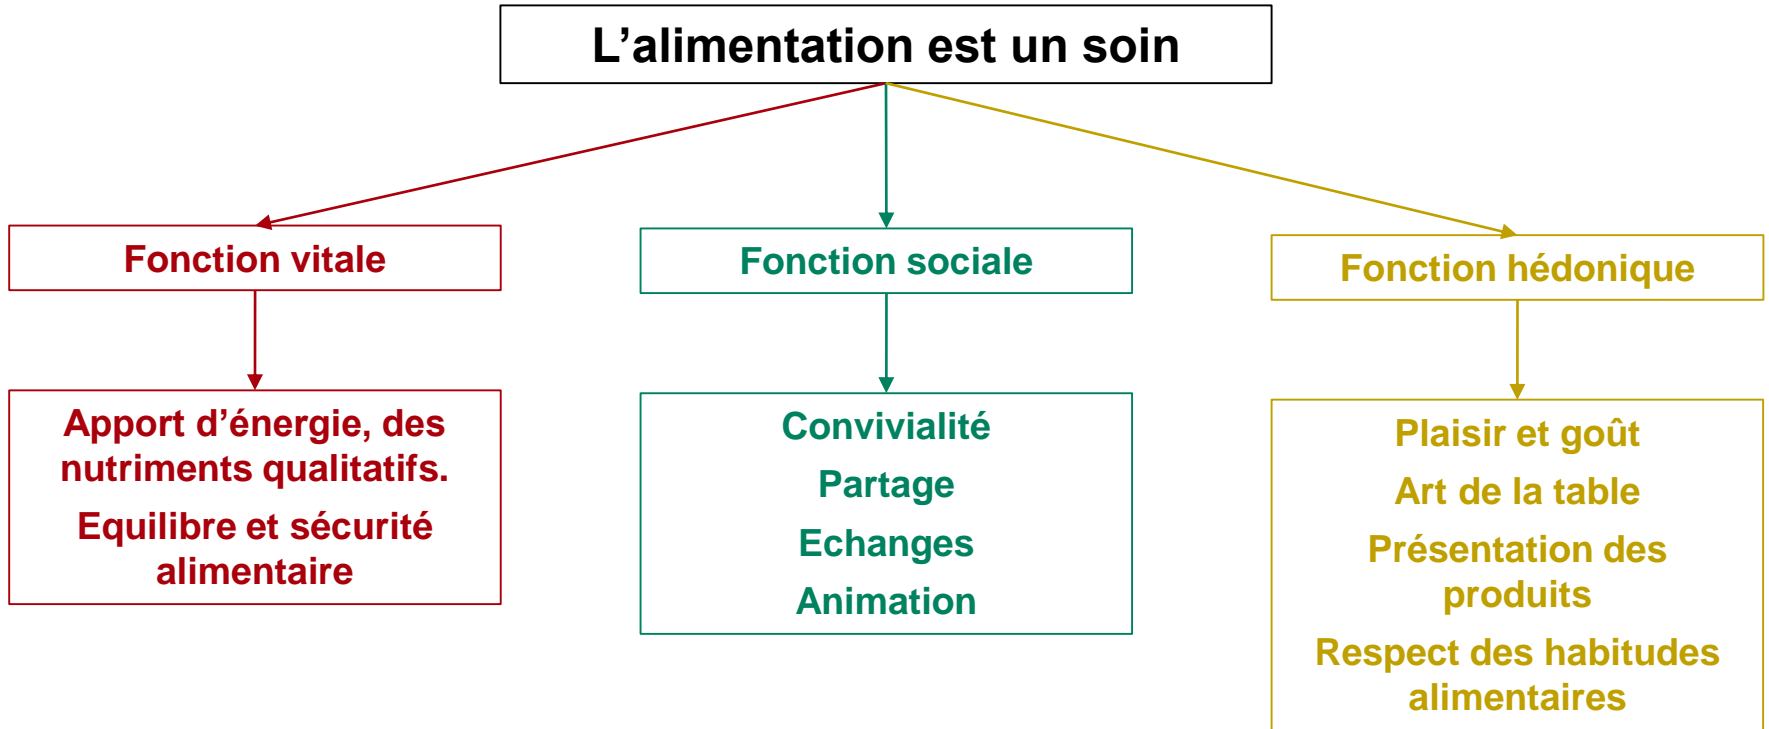 L’alimentation est un soin
Fonction vitale
Fonction sociale
Fonction hédonique
Apport d’énergie, des
nutriments qualitatifs.
Equilibre et sécurité
alimentaire
Convivialité
Partage
Echanges
Animation
Plaisir et goût
Art de la table
Présentation des
produits
Respect des habitudes
alimentaires